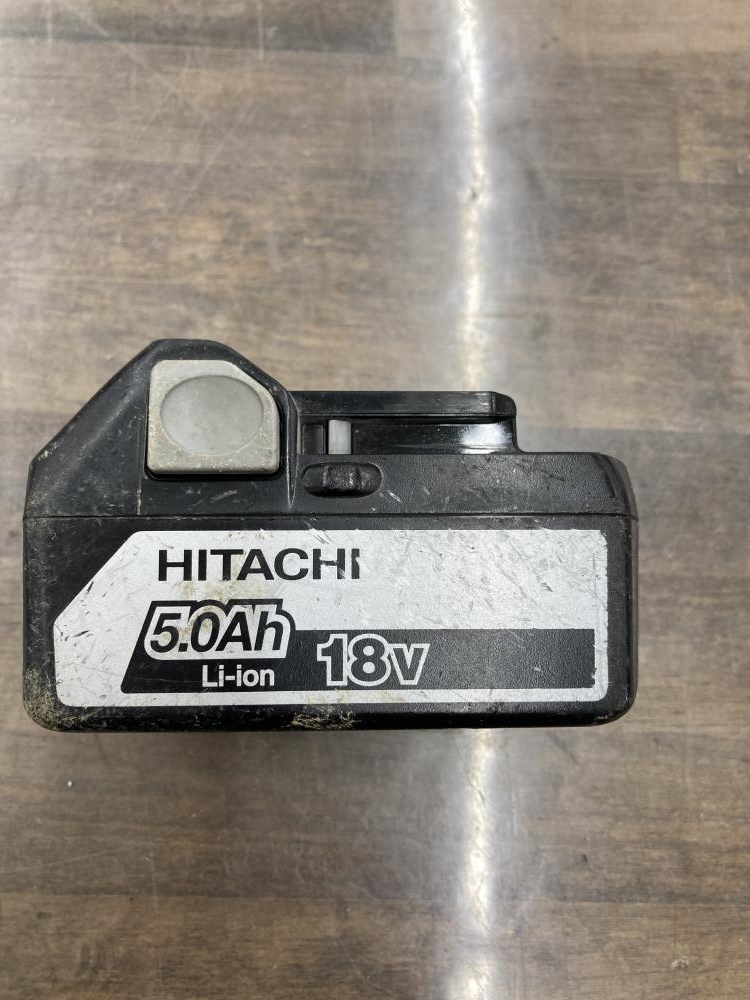 HITACHI
5.0Ah
Li-ion
18V